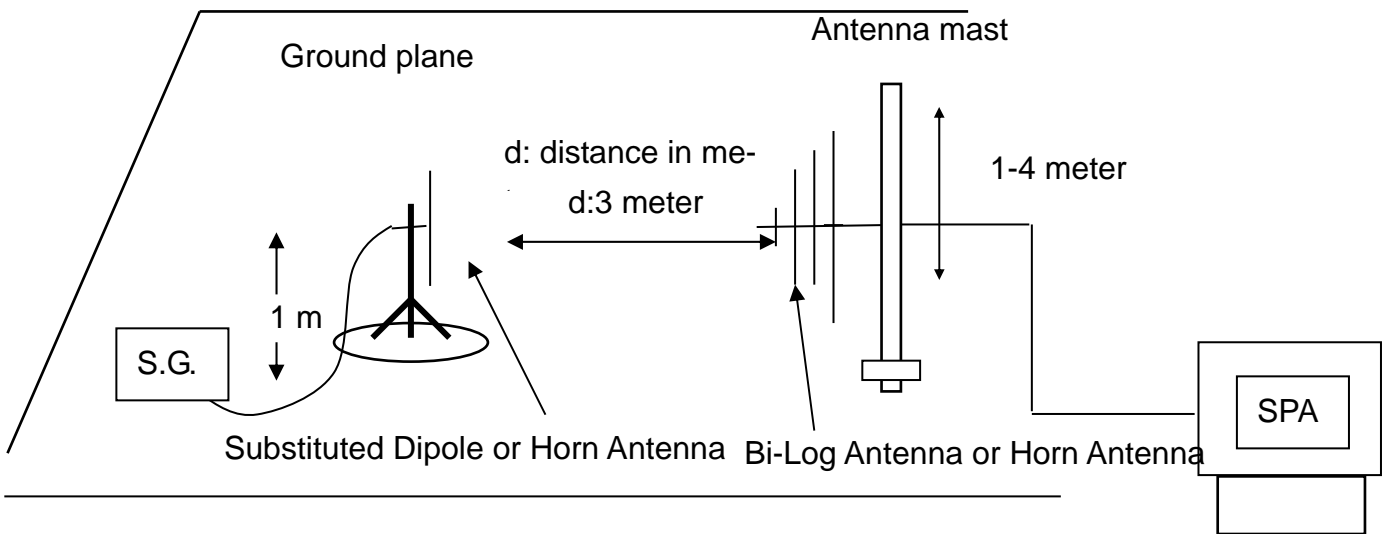 Antenna mast
Ground plane
d: distance in me-
d:3 meter
1-4 meter
1 m
S.G.
SPA
Substituted Dipole or Horn Antenna
Bi-Log Antenna or Horn Antenna